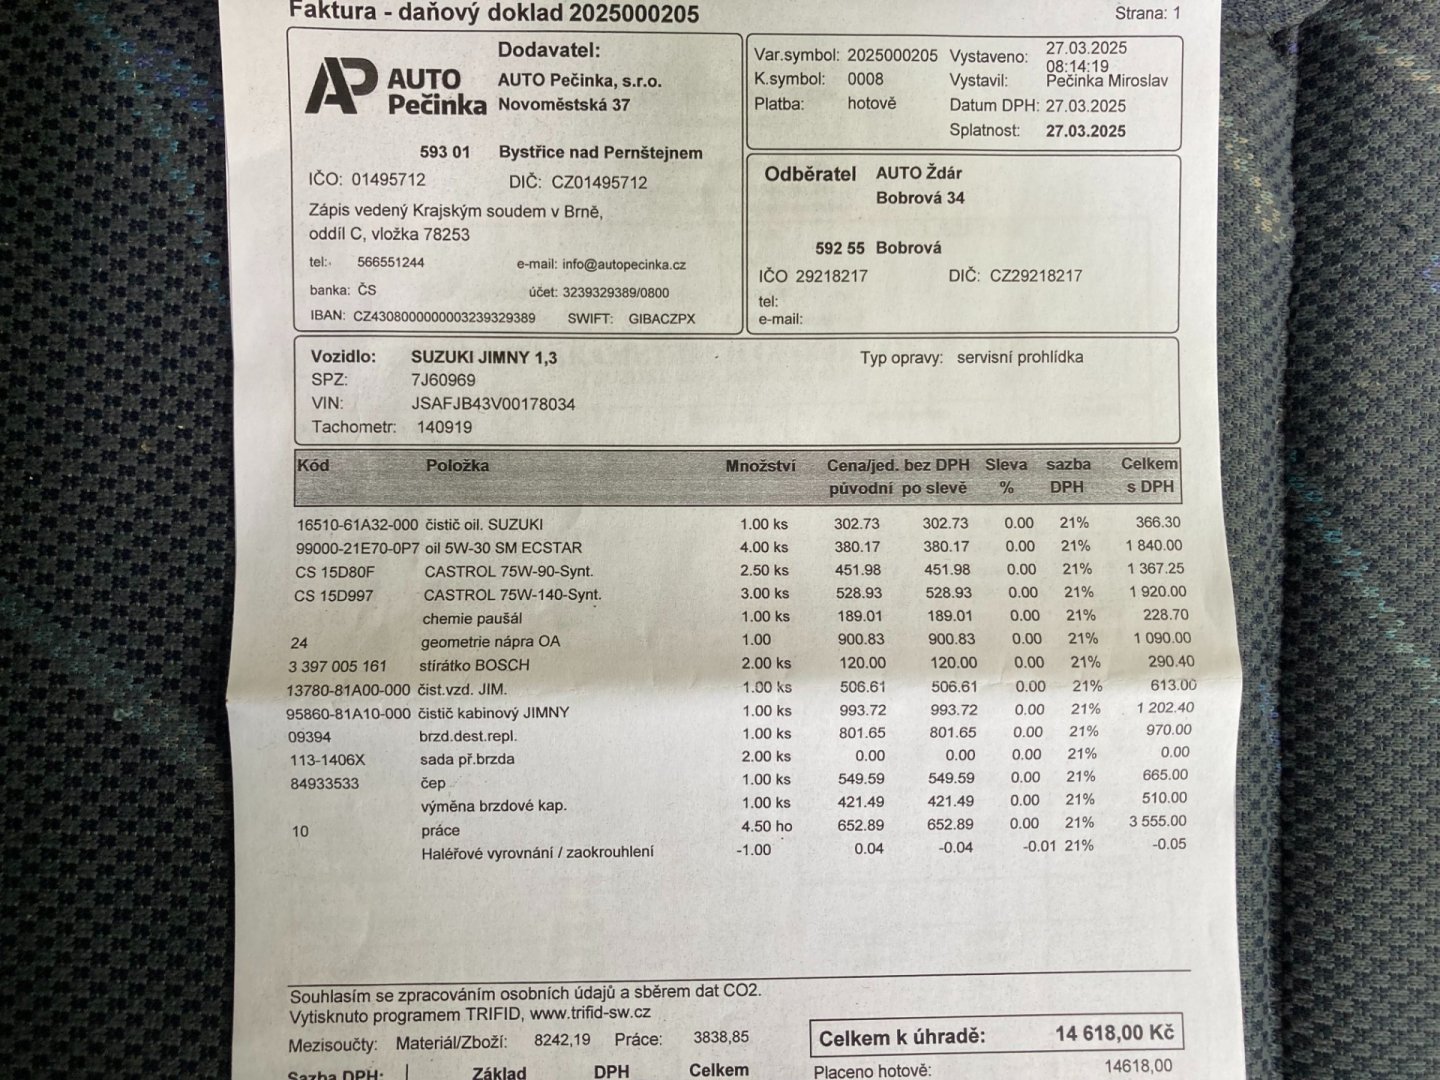 Faktura - daňový doklad 2025000205 Strana: 1
AP AUTO Pečinka
Dodavatel:
AUTO Pečinka, s.r.o.
Novoměstská 37
593 01 Bystřice nad Pernštejnem
IČO: 01495712 DIČ: CZ01495712
Zápis vedený Krajským soudem v Brně,
oddíl C, vložka 78253
tel: 566551244 e-mail: info@autopecinka.cz
banka: ČS účet: 3239329389/0800
IBAN: CZ4308000000003239329389 SWIFT: GIBACZPX
Var.symbol: 2025000205 Vystaveno: 27.03.2025 08:14:19
K.symbol: 0008 Vystavil: Pečinka Miroslav
Platba: hotově Datum DPH: 27.03.2025
Splatnost: 27.03.2025
Odběratel AUTO Ždár
Bobrová 34
592 55 Bobrová
IČO 29218217 DIČ: CZ29218217
tel:
e-mail:
Vozidlo: SUZUKI JIMNY 1,3 Typ opravy: servisní prohlídka
SPZ: 7J60969
VIN: JSAFJB43V00178034
Tachometr: 140919
Kód Položka Množství Cena/jed. bez DPH Sleva sazba Celkem
původní po slevě % DPH s DPH
16510-61A32-000 čistič oil. SUZUKI 1.00 ks 302.73 302.73 0.00 21% 366.30
99000-21E70-0P7 oil 5W-30 SM ECSTAR 4.00 ks 380.17 380.17 0.00 21% 1 840.00
CS 15D80F CASTROL 75W-90-Synt. 2.50 ks 451.98 451.98 0.00 21% 1 367.25
CS 15D997 CASTROL 75W-140-Synt. 3.00 ks 528.93 528.93 0.00 21% 1 920.00
chemie paušál 1.00 ks 189.01 189.01 0.00 21% 228.70
24 geometrie nápra OA 1.00 900.83 900.83 0.00 21% 1 090.00
3 397 005 161 stírátko BOSCH 2.00 ks 120.00 120.00 0.00 21% 290.40
13780-81A00-000 čist.vzd. JIM. 1.00 ks 506.61 506.61 0.00 21% 613.00
95860-81A10-000 čistič kabinový JIMNY 1.00 ks 993.72 993.72 0.00 21% 1 202.40
09394 brzd.dest.repl. 1.00 ks 801.65 801.65 0.00 21% 970.00
113-1406X sada př.brzda 2.00 ks 0.00 0.00 0.00 21% 0.00
84933533 čep 1.00 ks 549.59 549.59 0.00 21% 665.00
výměna brzdové kap. 1.00 ks 421.49 421.49 0.00 21% 510.00
10 práce 4.50 ho 652.89 652.89 0.00 21% 3 555.00
Haléřové vyrovnání / zaokrouhlení -1.00 0.04 -0.04 -0.01 21% -0.05
Souhlasím se zpracováním osobních údajů a sběrem dat CO2.
Vytisknuto programem TRIFID, www.trifid-sw.cz
Mezisoučty: Materiál/Zboží: 8242,19 Práce: 3838,85
Celkem k úhradě: 14 618,00 Kč
Sazba DPH: Základ DPH Celkem
Placeno hotově: 14618,00